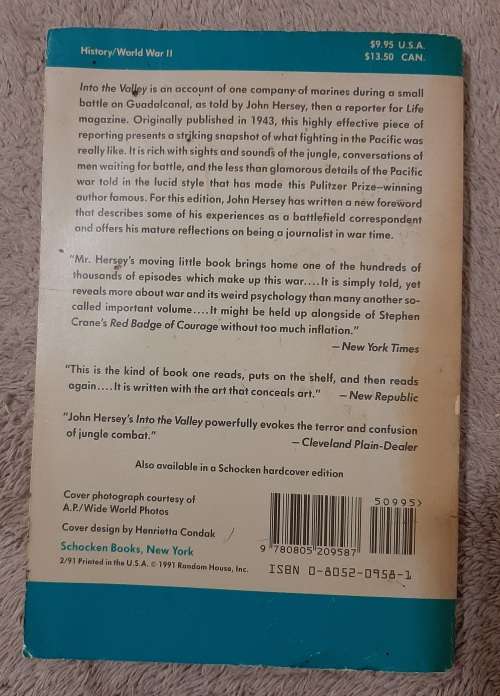 History/World War II
$9.95 U.S.A.
$13.50 CAN.
Into the Valley is an account of one company of marines during a small
battle on Guadalcanal, as told by John Hersey, then a reporter for Life
magazine. Originally published in 1943, this highly effective piece of
reporting presents a striking snapshot of what fighting in the Pacific was
really like. It is rich with sights and sounds of the jungle, conversations of
men waiting for battle, and the less than glamorous details of the Pacific
war told in the lucid style that has made this Pulitzer Prize–winning
author famous. For this edition, John Hersey has written a new foreword
that describes some of his experiences as a battlefield correspondent
and offers his mature reflections on being a journalist in war time.
"Mr. Hersey's moving little book brings home one of the hundreds of
thousands of episodes which make up this war....It is simply told, yet
reveals more about war and its weird psychology than many another so-
called important volume....It might be held up alongside of Stephen
Crane's Red Badge of Courage without too much inflation."
—New York Times
"This is the kind of book one reads, puts on the shelf, and then reads
again....It is written with the art that conceals art." —New Republic
"John Hersey's Into the Valley powerfully evokes the terror and confusion
of jungle combat." —Cleveland Plain-Dealer
Also available in a Schocken hardcover edition
Cover photograph courtesy of
A.P./Wide World Photos
Cover design by Henrietta Condak
Schocken Books, New York
2/91 Printed in the U.S.A. © 1991 Random House, Inc.
50995>
9 780805 209587
ISBN 0-8052-0958-1